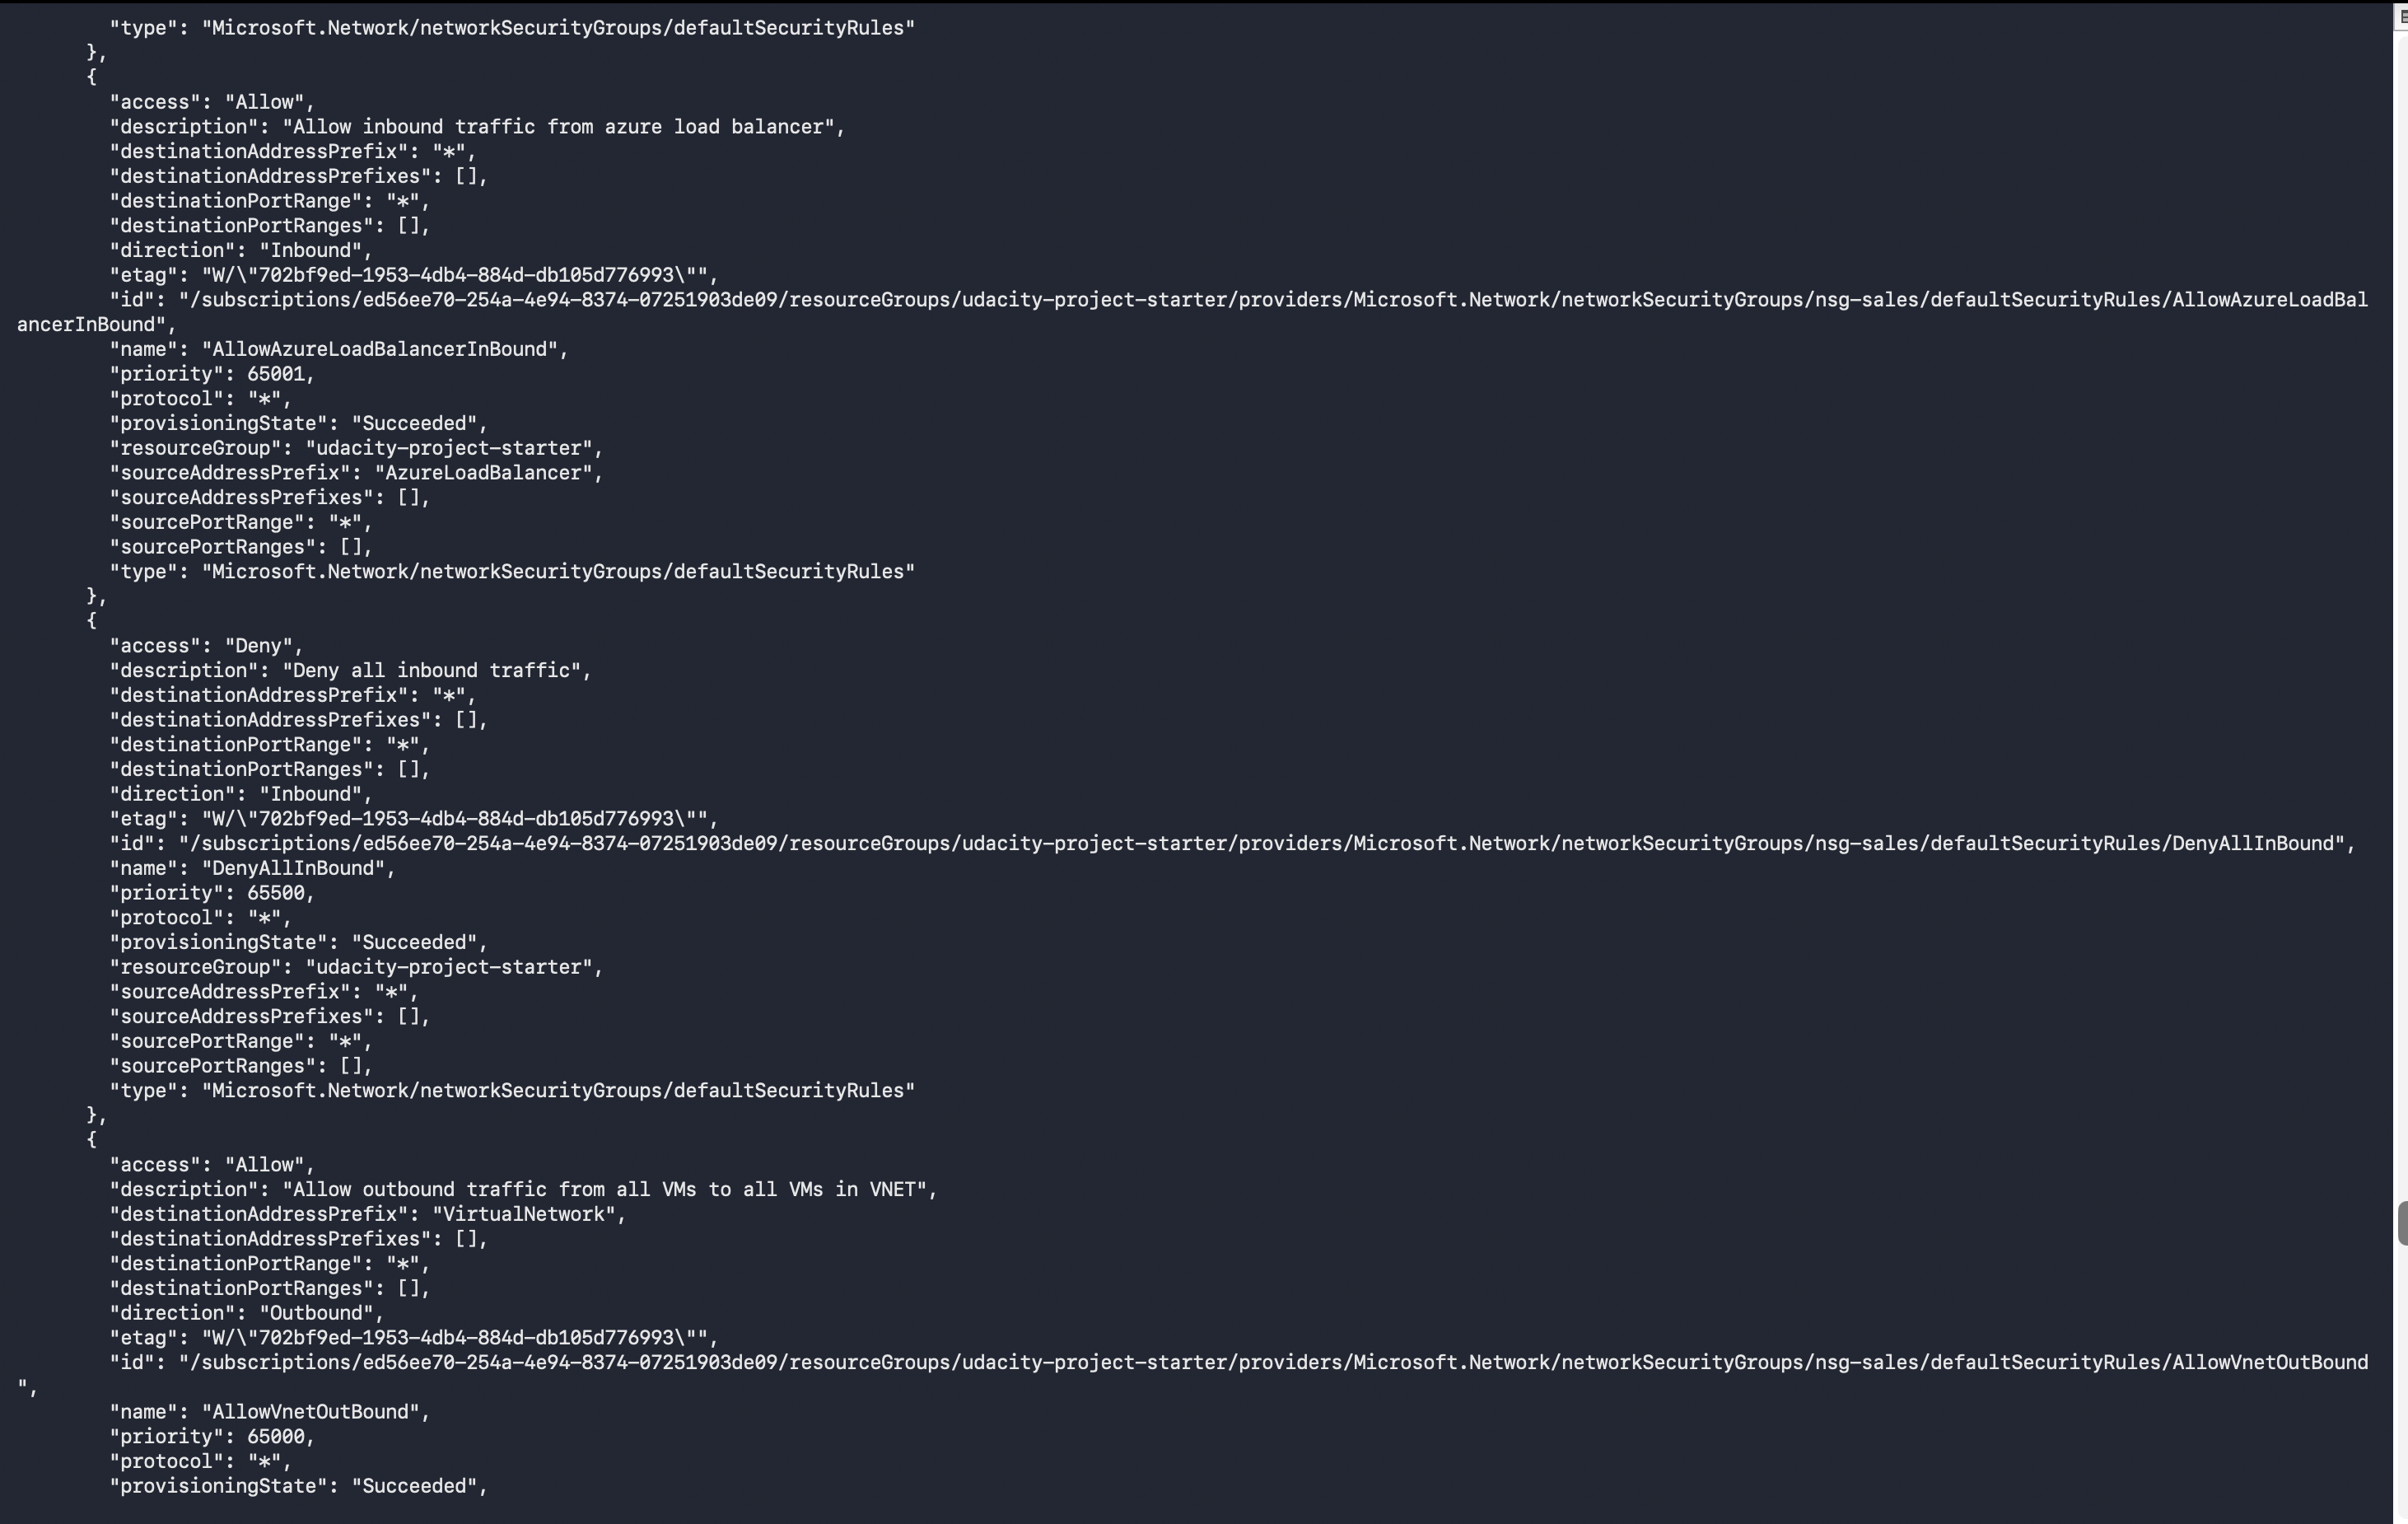 "type": "Microsoft.Network/networkSecurityGroups/defaultSecurityRules"
},
{
"access": "Allow",
"description": "Allow inbound traffic from azure load balancer",
"destinationAddressPrefix": "*",
"destinationAddressPrefixes": [],
"destinationPortRange": "*",
"destinationPortRanges": [],
"direction": "Inbound",
"etag": "W/\"702bf9ed-1953-4db4-884d-db105d776993\"",
"id": "/subscriptions/ed56ee70-254a-4e94-8374-07251903de09/resourceGroups/udacity-project-starter/providers/Microsoft.Network/networkSecurityGroups/nsg-sales/defaultSecurityRules/AllowAzureLoadBal
ancerInBound",
"name": "AllowAzureLoadBalancerInBound",
"priority": 65001,
"protocol": "*",
"provisioningState": "Succeeded",
"resourceGroup": "udacity-project-starter",
"sourceAddressPrefix": "AzureLoadBalancer",
"sourceAddressPrefixes": [],
"sourcePortRange": "*",
"sourcePortRanges": [],
"type": "Microsoft.Network/networkSecurityGroups/defaultSecurityRules"
},
{
"access": "Deny",
"description": "Deny all inbound traffic",
"destinationAddressPrefix": "*",
"destinationAddressPrefixes": [],
"destinationPortRange": "*",
"destinationPortRanges": [],
"direction": "Inbound",
"etag": "W/\"702bf9ed-1953-4db4-884d-db105d776993\"",
"id": "/subscriptions/ed56ee70-254a-4e94-8374-07251903de09/resourceGroups/udacity-project-starter/providers/Microsoft.Network/networkSecurityGroups/nsg-sales/defaultSecurityRules/DenyAllInBound",
"name": "DenyAllInBound",
"priority": 65500,
"protocol": "*",
"provisioningState": "Succeeded",
"resourceGroup": "udacity-project-starter",
"sourceAddressPrefix": "*",
"sourceAddressPrefixes": [],
"sourcePortRange": "*",
"sourcePortRanges": [],
"type": "Microsoft.Network/networkSecurityGroups/defaultSecurityRules"
},
{
"access": "Allow",
"description": "Allow outbound traffic from all VMs to all VMs in VNET",
"destinationAddressPrefix": "VirtualNetwork",
"destinationAddressPrefixes": [],
"destinationPortRange": "*",
"destinationPortRanges": [],
"direction": "Outbound",
"etag": "W/\"702bf9ed-1953-4db4-884d-db105d776993\"",
"id": "/subscriptions/ed56ee70-254a-4e94-8374-07251903de09/resourceGroups/udacity-project-starter/providers/Microsoft.Network/networkSecurityGroups/nsg-sales/defaultSecurityRules/AllowVnetOutBound
",
"name": "AllowVnetOutBound",
"priority": 65000,
"protocol": "*",
"provisioningState": "Succeeded",